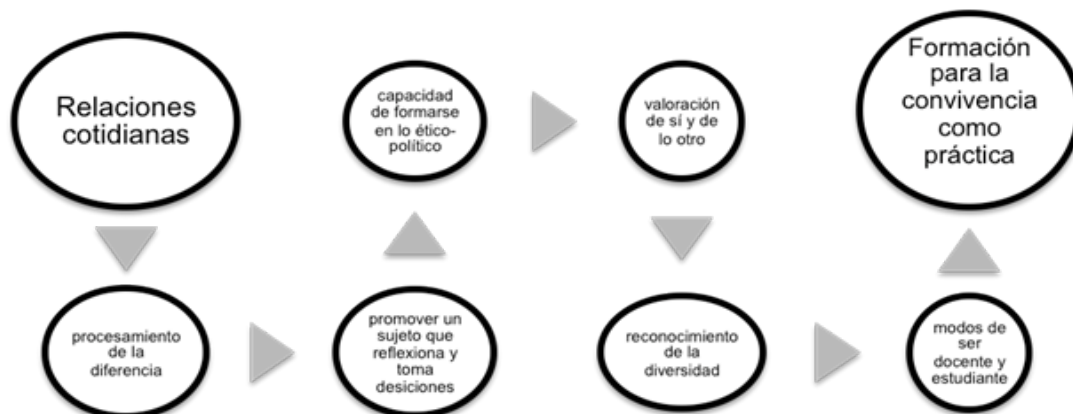 Relaciones
cotidianas
procesamiento
de la
diferencia
promover un
sujeto que
reflexiona y
toma
desiciones
capacidad
de formarse
en lo ético-
político
valoración
de sí y de
lo otro
reconocimiento
de la
diversidad
modos de
ser
docente y
estudiante
Formación
para la
convivencia
como
práctica